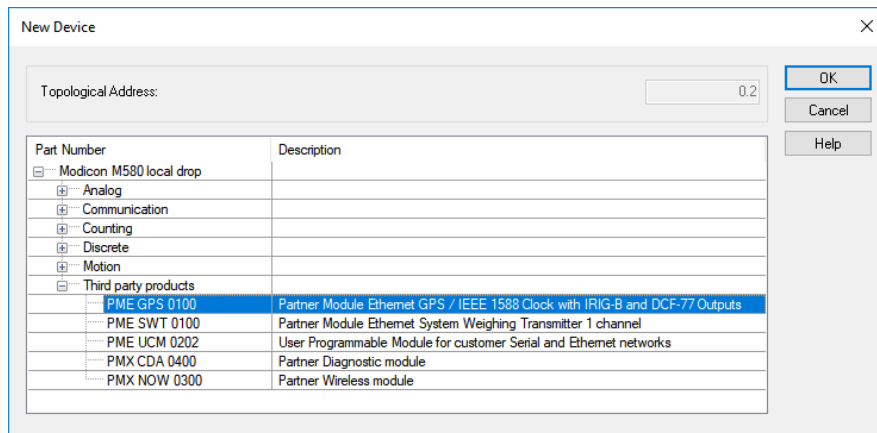 New Device
Topological Address: 0.2
OK
Cancel
Help
Part Number Description
Modicon M580 local drop
Analog
Communication
Counting
Discrete
Motion
Third party products
PME GPS 0100 Partner Module Ethernet GPS / IEEE 1588 Clock with IRIG-B and DCF-77 Outputs
PME SWT 0100 Partner Module Ethernet System Weighing Transmitter 1 channel
PME UCM 0202 User Programmable Module for customer Serial and Ethernet networks
PMX CDA 0400 Partner Diagnostic module
PMX NOW 0300 Partner Wireless module